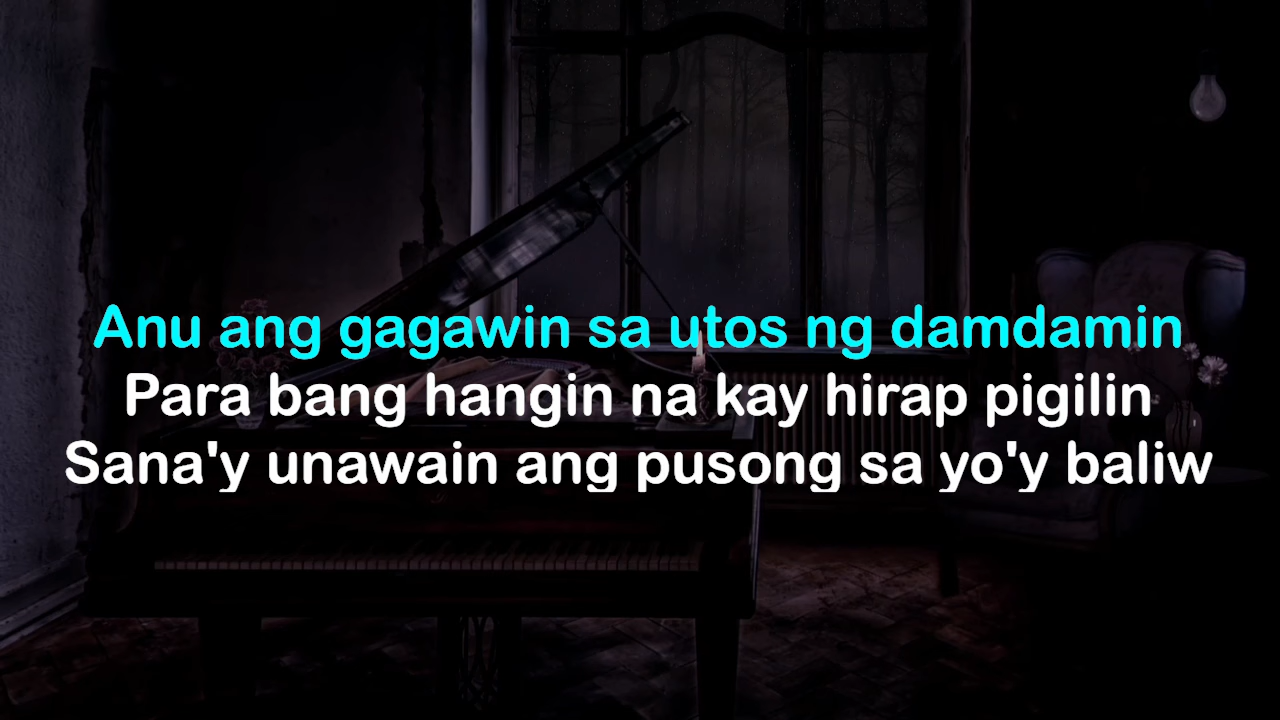 Anu ang gagawin sa utos ng damdamin
Para bang hangin na kay hirap pigilin
Sana'y unawain ang pusong sa yo'y baliw